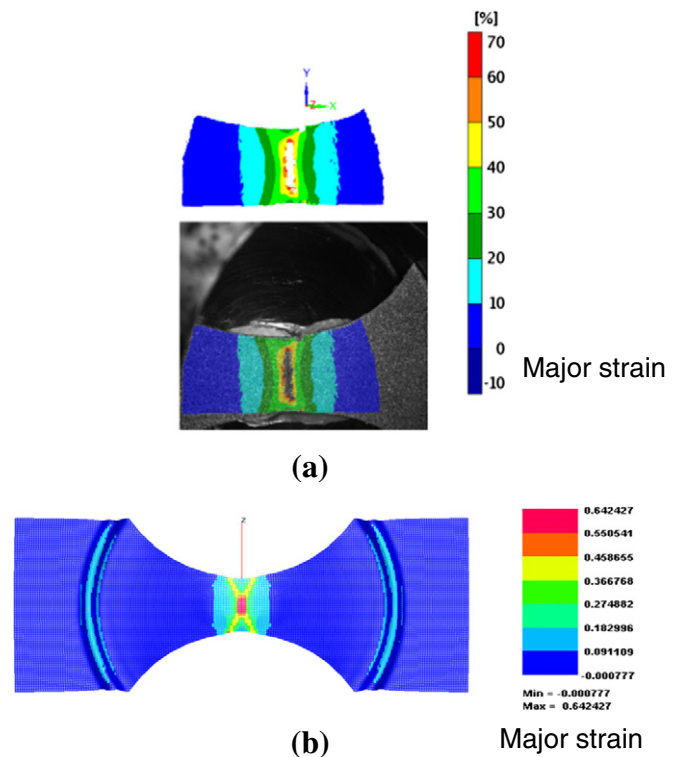 [%]
70
60
50
40
30
20
10
0
-10
Y
Z X
Major strain
(a)
z
0.642427
0.550541
0.458655
0.366768
0.274882
0.182996
0.091109
-0.000777
Min = -0.000777
Max = 0.642427
Major strain
(b)